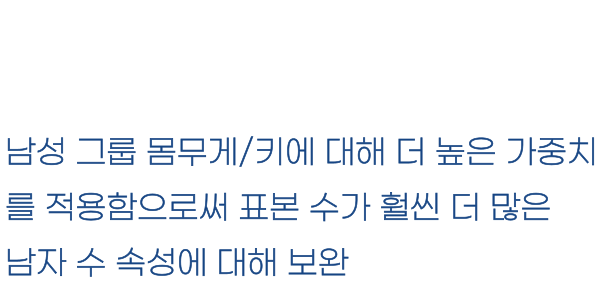 남성 그룹 몸무게/키에 대해 더 높은 가중치
를 적용함으로써 표본 수가 훨씬 더 많은
남자 수 속성에 대해 보완